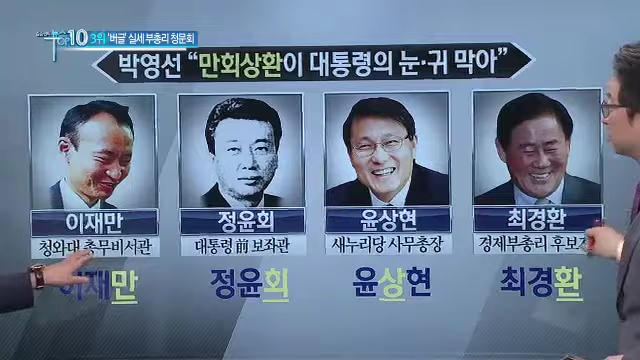 뉴스 TOP10 3위 '버글' 실세 부총리 청문회
박영선 "만회상환이 대통령의 눈·귀 막아"
이재만 정윤회 윤상현 최경환
청와대 총무비서관 대통령 前 보좌관 새누리당 사무총장 경제부총리 후보자
이재만 정윤회 윤상현 최경환